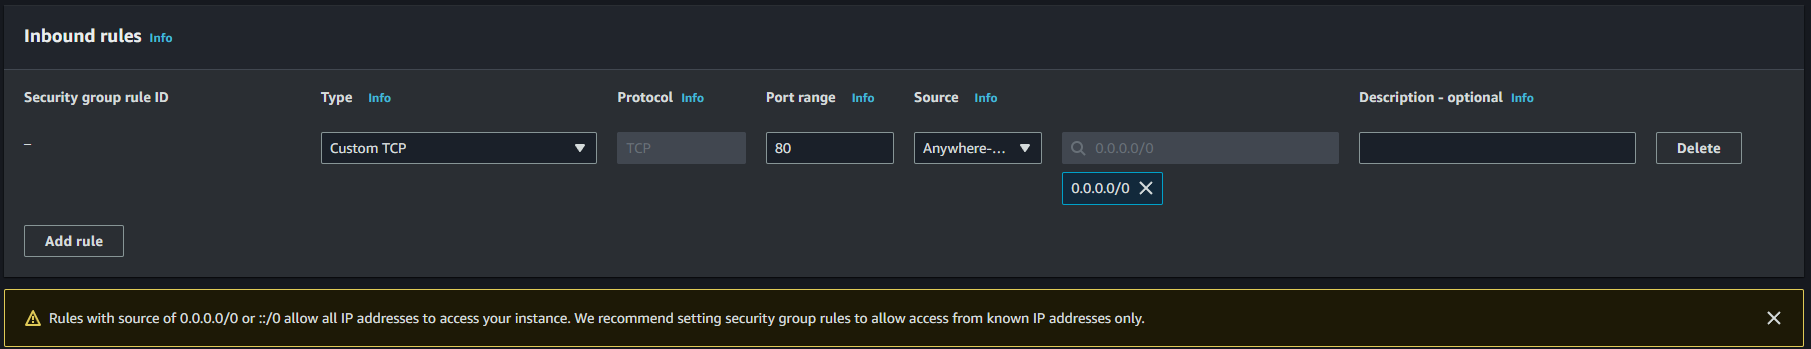 Inbound rules Info
Security group rule ID Type Info Protocol Info Port range Info Source Info Description - optional Info
– Custom TCP TCP 80 Anywhere-... 0.0.0.0/0 Delete
0.0.0.0/0
Add rule
Rules with source of 0.0.0.0/0 or ::/0 allow all IP addresses to access your instance. We recommend setting security group rules to allow access from known IP addresses only.